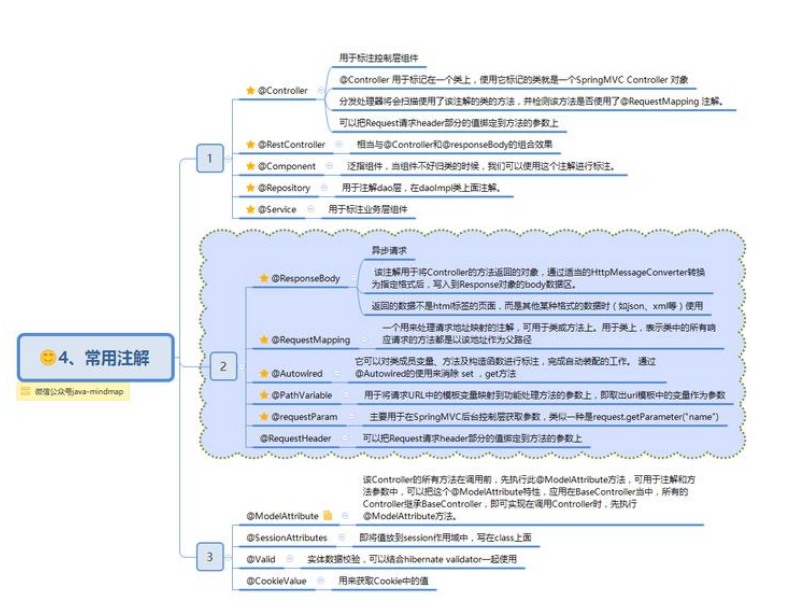 用于标注控制层组件
@Controller
@Controller 用于标记在一个类上，使用它标记的类就是一个SpringMVC Controller 对象
分发处理器将会扫描使用了该注解的类的方法，并检测该方法是否使用了@RequestMapping 注解。
可以把Request请求header部分的值绑定到方法的参数上
1
@RestController
相当与@Controller和@responseBody的组合效果
@Component
泛指组件，当组件不好归类的时候，我们可以使用这个注解进行标注。
@Repository
用于注解dao层，在daoImpl类上面注解。
@Service
用于标注业务层组件
4、常用注解
微信公众号java-mindmap
2
异步请求
@ResponseBody
该注解用于将Controller的方法返回的对象，通过适当的HttpMessageConverter转换
为指定格式后，写入到Response对象的body数据区。
返回的数据不是html标签的页面，而是其他某种格式的数据时（如json、xml等）使用
@RequestMapping
一个用来处理请求地址映射的注解，可用于类或方法上。用于类上，表示类中的所有响
应请求的方法都是以该地址作为父路径
@Autowired
它可以对类成员变量、方法及构造函数进行标注，完成自动装配的工作。 通过
@Autowired的使用来消除 set ，get方法
@PathVariable
用于将请求URL中的模板变量映射到功能处理方法的参数上，即取出uri模板中的变量作为参数
@requestParam
主要用于在SpringMVC后台控制层获取参数，类似一种是request.getParameter("name")
@RequestHeader
可以把Request请求header部分的值绑定到方法的参数上
3
@ModelAttribute
该Controller的所有方法在调用前，先执行此@ModelAttribute方法，可用于注解和方
法参数中，可以把这个@ModelAttribute特性，应用在BaseController当中，所有的
Controller继承BaseController，即可实现在调用Controller时，先执行
@ModelAttribute方法。
@SessionAttributes
即将值放到session作用域中，写在class上面
@Valid
实体数据校验，可以结合hibernate validator一起使用
@CookieValue
用来获取Cookie中的值